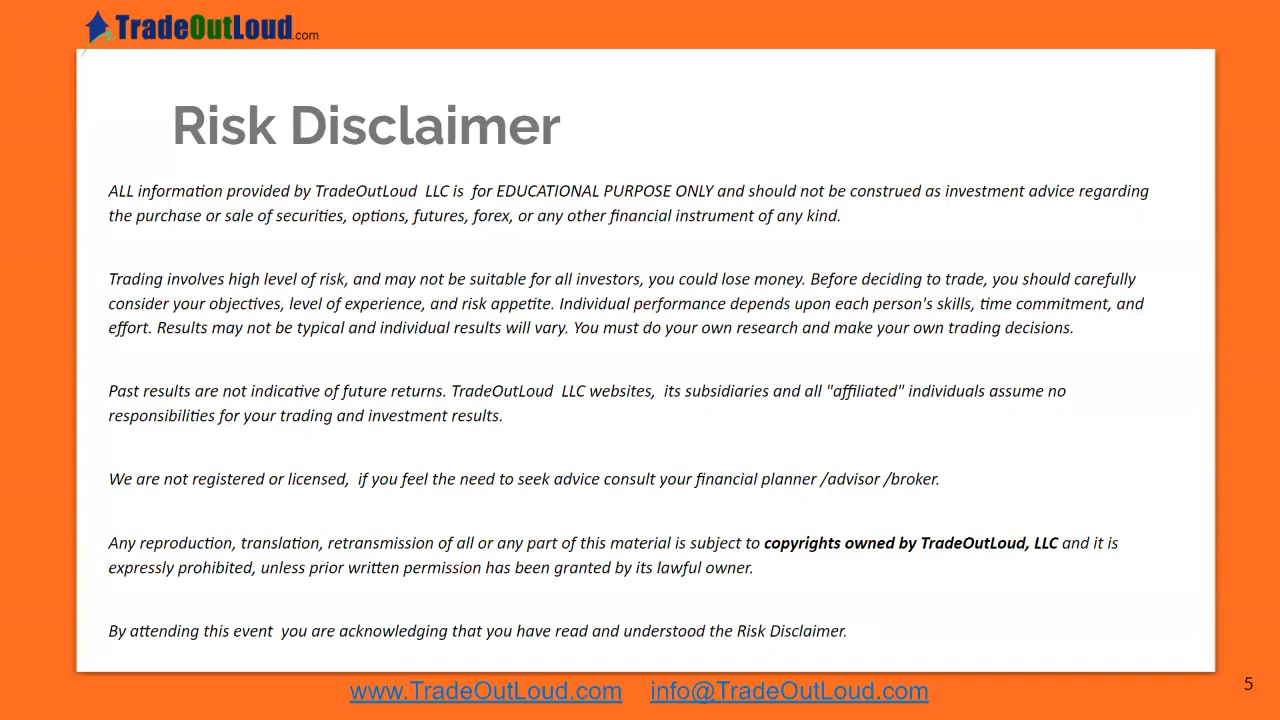 TradeOutLoud.com
Risk Disclaimer
ALL information provided by TradeOutLoud LLC is for EDUCATIONAL PURPOSE ONLY and should not be construed as investment advice regarding
the purchase or sale of securities, options, futures, forex, or any other financial instrument of any kind.
Trading involves high level of risk, and may not be suitable for all investors, you could lose money. Before deciding to trade, you should carefully
consider your objectives, level of experience, and risk appetite. Individual performance depends upon each person's skills, time commitment, and
effort. Results may not be typical and individual results will vary. You must do your own research and make your own trading decisions.
Past results are not indicative of future returns. TradeOutLoud LLC websites, its subsidiaries and all "affiliated" individuals assume no
responsibilities for your trading and investment results.
We are not registered or licensed, if you feel the need to seek advice consult your financial planner /advisor /broker.
Any reproduction, translation, retransmission of all or any part of this material is subject to copyrights owned by TradeOutLoud, LLC and it is
expressly prohibited, unless prior written permission has been granted by its lawful owner.
By attending this event you are acknowledging that you have read and understood the Risk Disclaimer.
www.TradeOutLoud.com info@TradeOutLoud.com
5